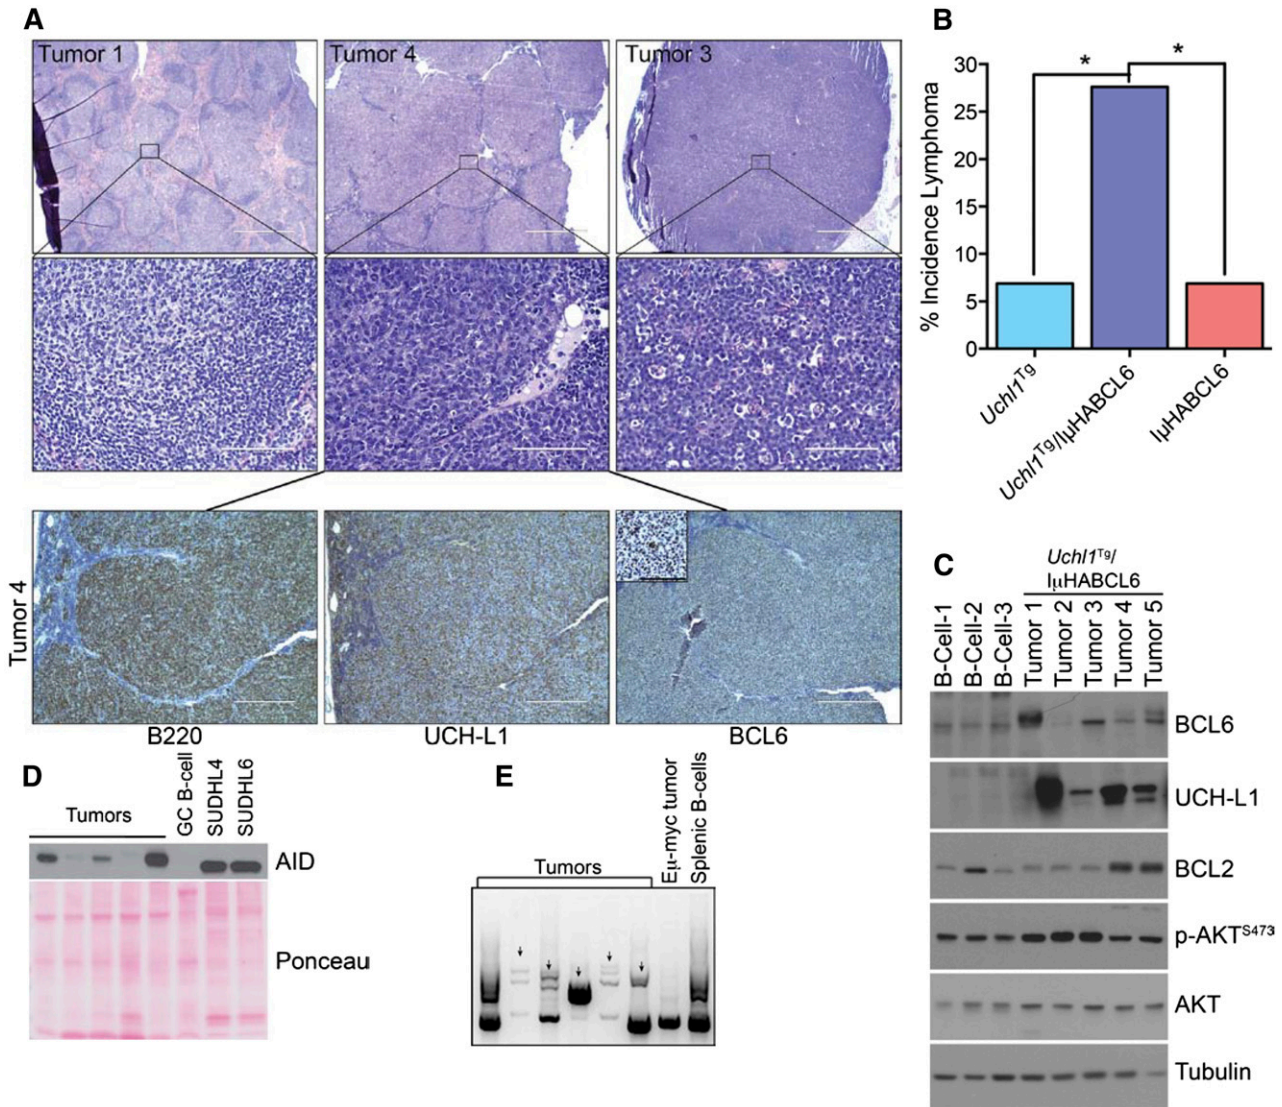 A
Tumor 1
Tumor 4
Tumor 3
Tumor 4
B220
UCH-L1
BCL6
B
% Incidence Lymphoma
30
25
20
15
10
5
0
*
*
Uchl1Tg
Uchl1Tg/IμHABCL6
IμHABCL6
C
Uchl1Tg/
IμHABCL6
B-Cell-1
B-Cell-2
B-Cell-3
Tumor 1
Tumor 2
Tumor 3
Tumor 4
Tumor 5
BCL6
UCH-L1
BCL2
p-AKTS473
AKT
Tubulin
D
Tumors
GC B-cell
SUDHL4
SUDHL6
AID
Ponceau
E
Tumors
Eμ-myc tumor
Splenic B-cells